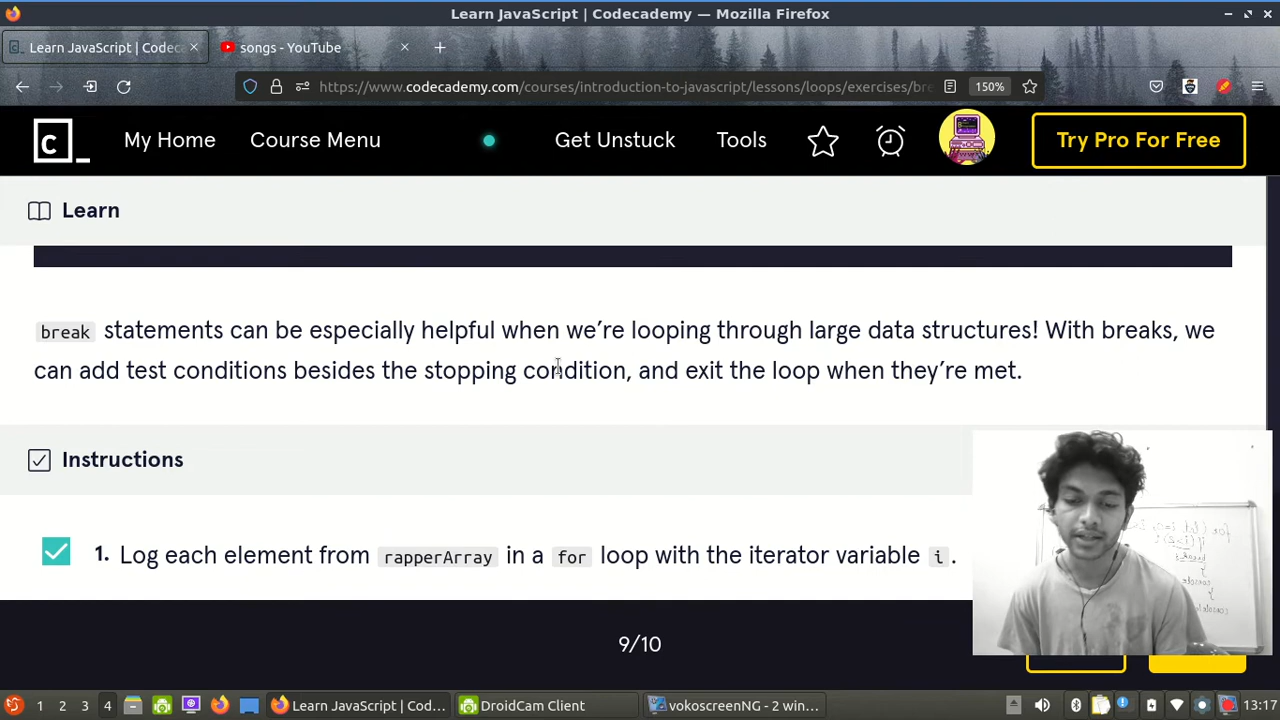 Learn JavaScript | Codecademy — Mozilla Firefox
Learn JavaScript | Codec
songs - YouTube
https://www.codecademy.com/courses/introduction-to-javascript/lessons/loops/exercises/bre
150%
My Home
Course Menu
Get Unstuck
Tools
Try Pro For Free
Learn
break statements can be especially helpful when we’re looping through large data structures! With breaks, we
can add test conditions besides the stopping condition, and exit the loop when they’re met.
Instructions
1. Log each element from rapperArray in a for loop with the iterator variable i.
9/10
1 2 3 4
Learn JavaScript | Cod...
DroidCam Client
vokoscreenNG - 2 win...
13:17